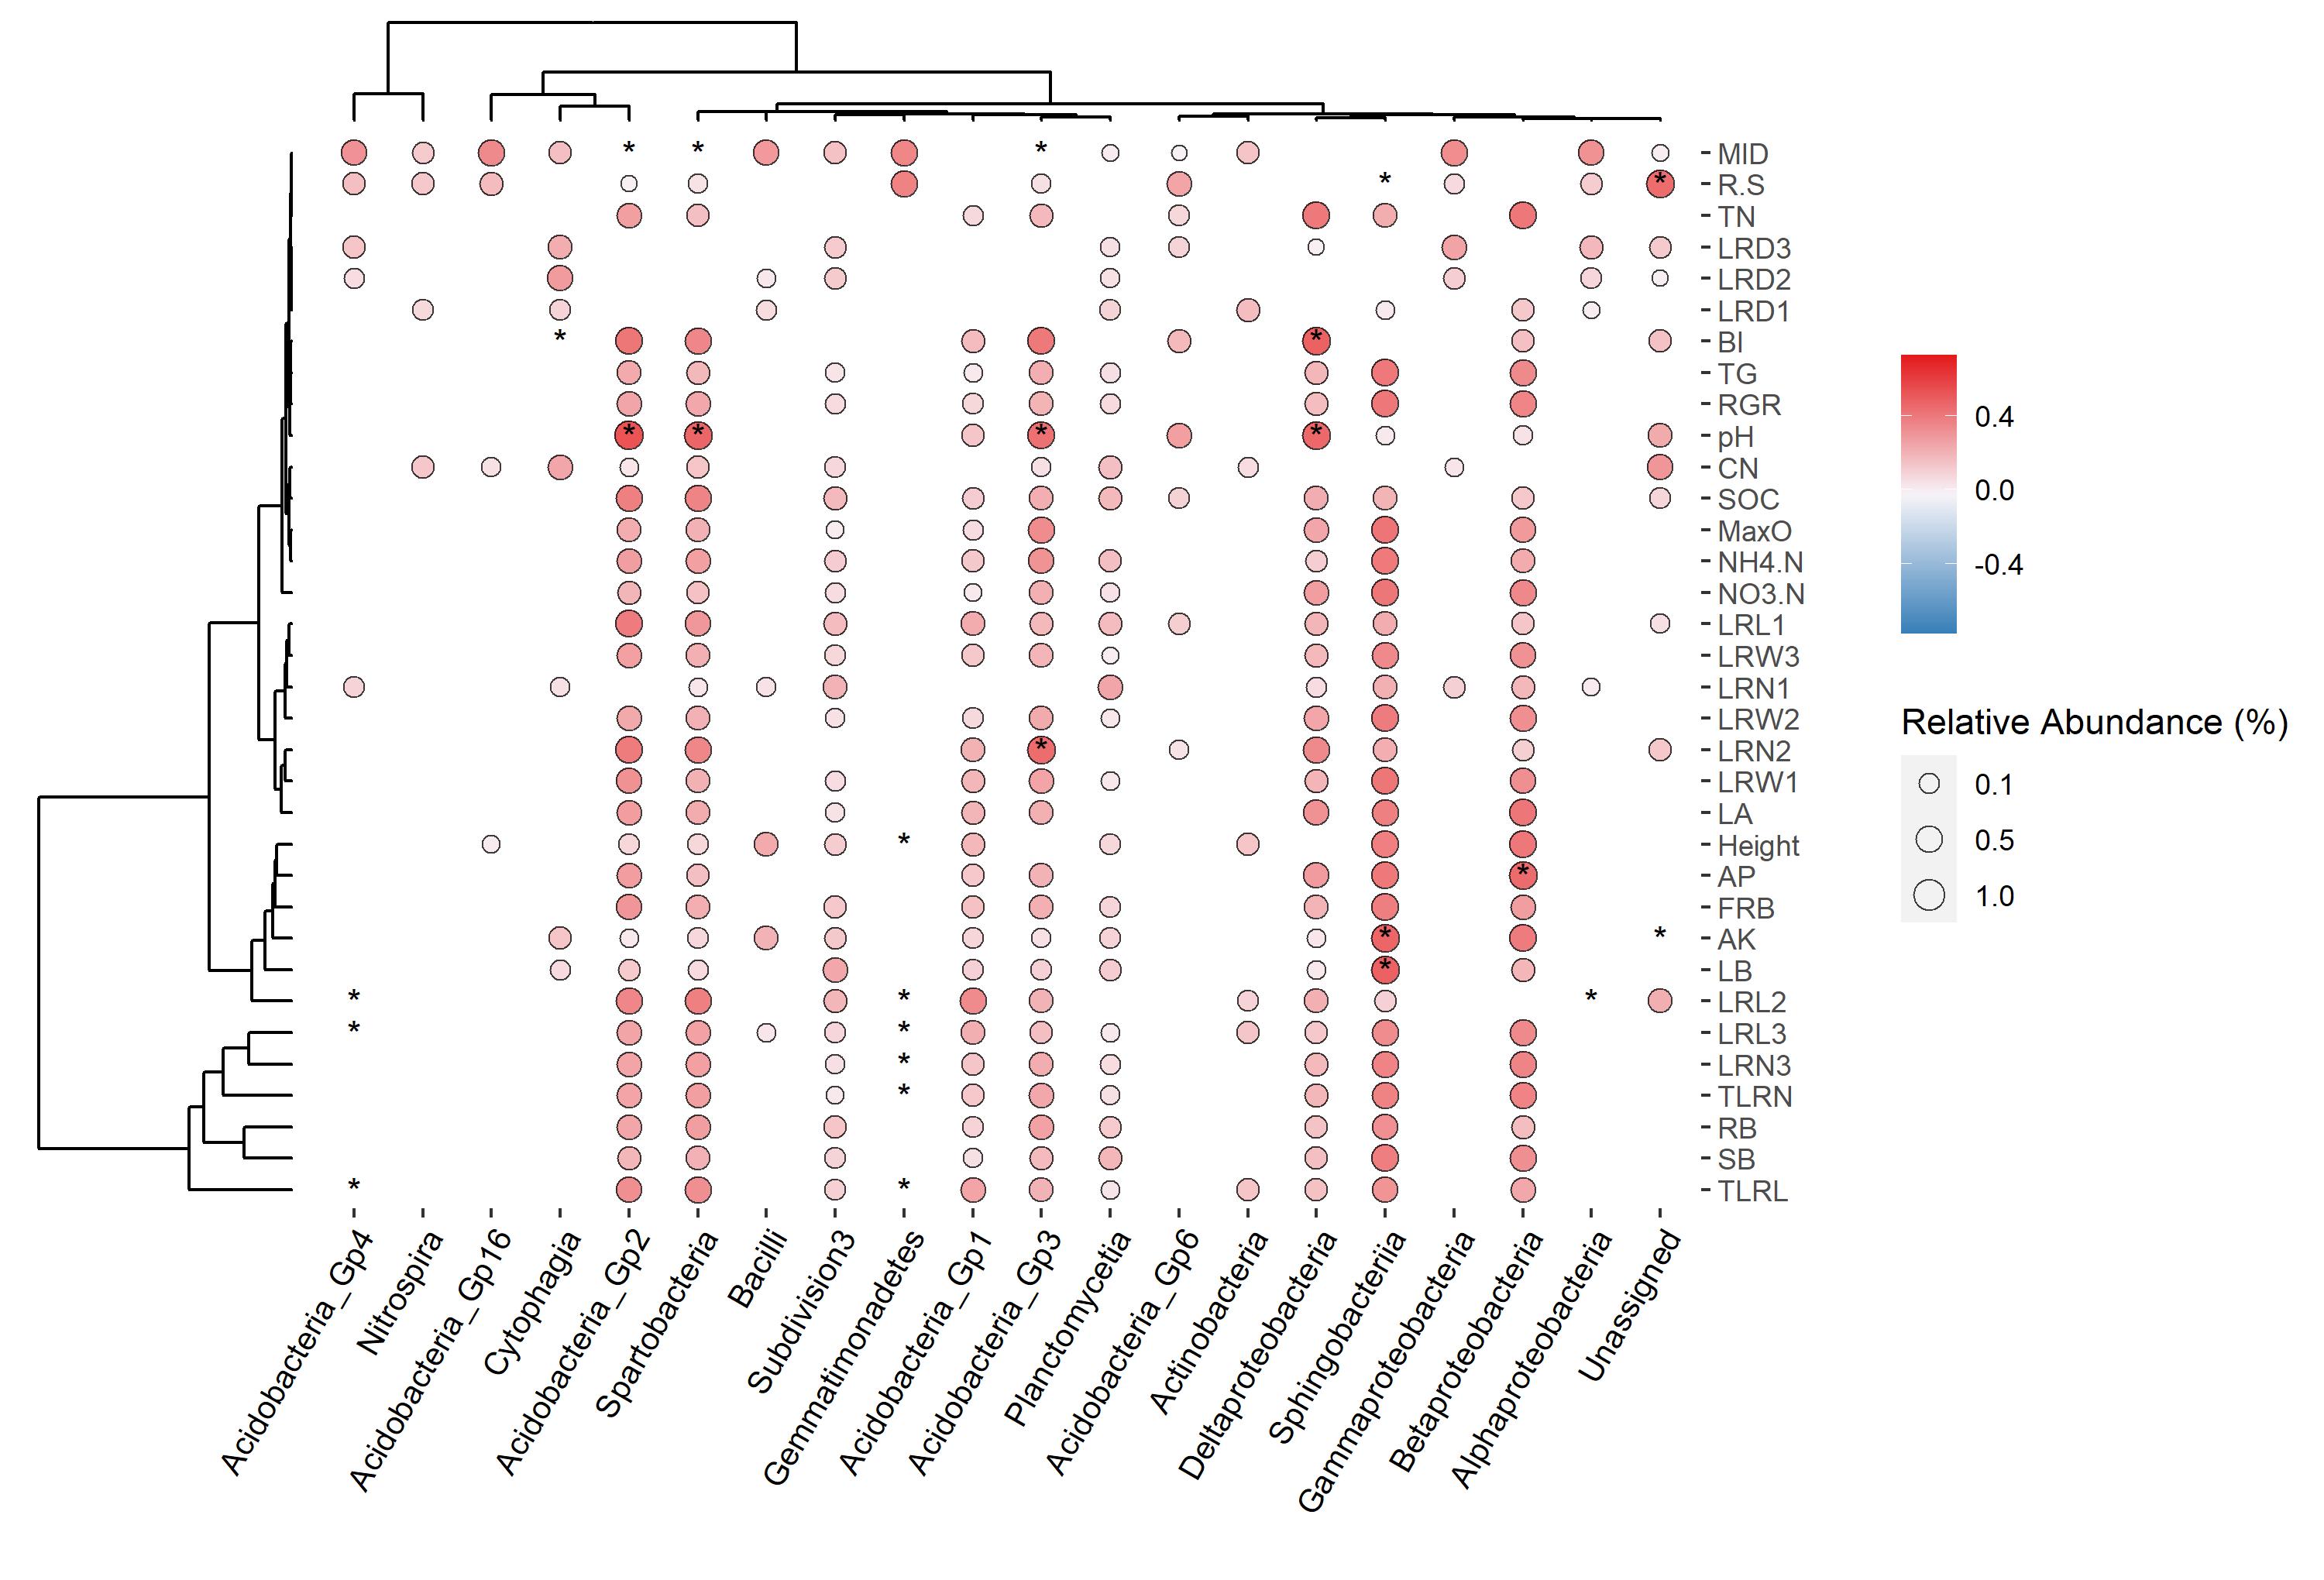 * * * MID
* * R.S
TN
LRD3
LRD2
LRD1
* * BI
TG
RGR
* * * * pH
CN
SOC
MaxO
NH4.N
NO3.N
LRL1
LRW3
LRN1
LRW2
* LRN2
LRW1
LA
* Height
* AP
FRB
* * AK
* LB
* * * LRL2
* * LRL3
* LRN3
* TLRN
RB
SB
* * TLRL
Acidobacteria_Gp4
Nitrospira
Acidobacteria_Gp16
Cytophagia
Acidobacteria_Gp2
Spartobacteria
Bacilli
Subdivision3
Gemmatimonadetes
Acidobacteria_Gp1
Acidobacteria_Gp3
Planctomycetia
Acidobacteria_Gp6
Actinobacteria
Deltaproteobacteria
Sphingobacteriia
Gammaproteobacteria
Betaproteobacteria
Alphaproteobacteria
Unassigned
0.4
0.0
-0.4
Relative Abundance (%)
0.1
0.5
1.0